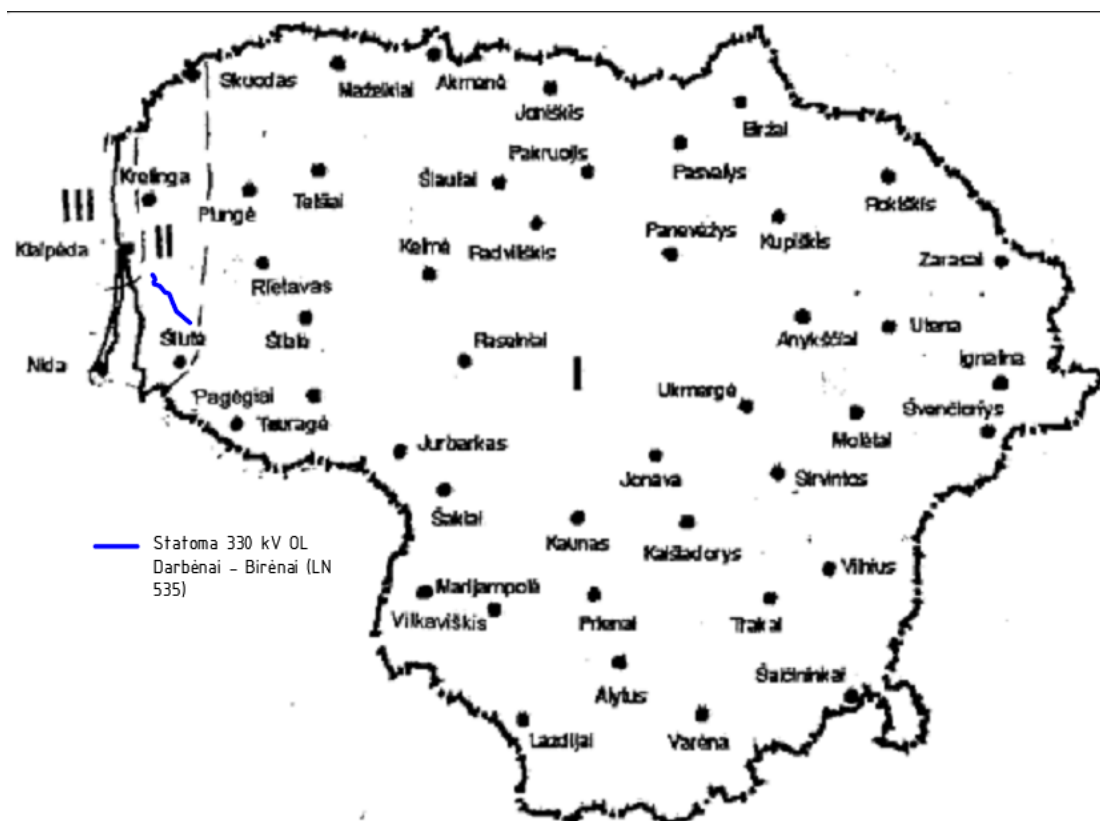 Skuodas
Mažeikiai
Akmenė
Joniškis
Biržai
Pakruojis
Pasvalys
Kretinga
Plungė
Telšiai
Šiauliai
Rokiškis
III
II
Klaipėda
Kelmė
Radviliškis
Panevėžys
Kupiškis
Zarasai
Rietavas
Šilutė
Šilalė
Raseiniai
I
Anykščiai
Utena
Ignalina
Nida
Pagėgiai
Tauragė
Ukmergė
Molėtai
Švenčionys
Jurbarkas
Jonava
Širvintos
Šakiai
Kaunas
Kaišiadorys
Vilnius
Statoma 330 kV OL
Darbėnai - Birėnai (LN
535)
Marijampolė
Vilkaviškis
Prienai
Trakai
Alytus
Šalčininkai
Lazdijai
Varėna